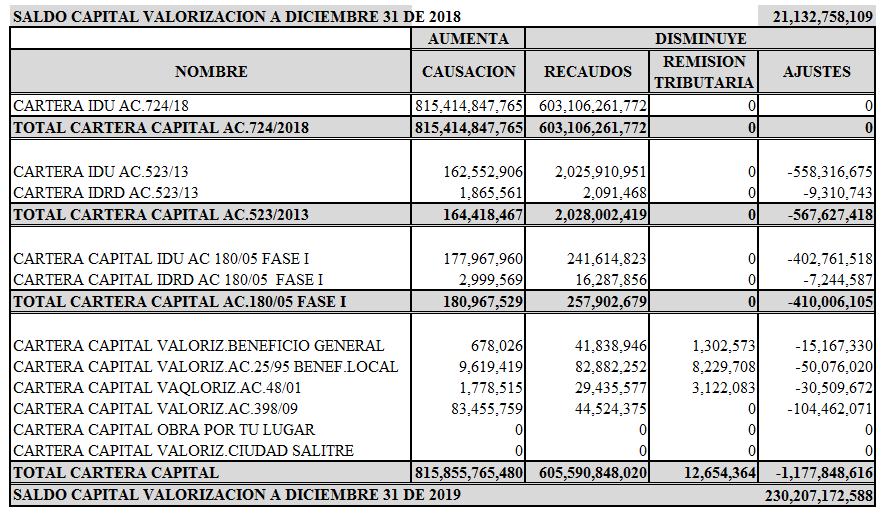 SALDO CAPITAL VALORIZACION A DICIEMBRE 31 DE 2018 21,132,758,109
AUMENTA DISMINUYE
NOMBRE CAUSACION RECAUDOS REMISION TRIBUTARIA AJUSTES
CARTERA IDU AC.724/18 815,414,847,765 603,106,261,772 0 0
TOTAL CARTERA CAPITAL AC.724/2018 815,414,847,765 603,106,261,772 0 0
CARTERA IDU AC.523/13 162,552,906 2,025,910,951 0 -558,316,675
CARTERA IDRD AC.523/13 1,865,561 2,091,468 0 -9,310,743
TOTAL CARTERA CAPITAL AC.523/2013 164,418,467 2,028,002,419 0 -567,627,418
CARTERA CAPITAL IDU AC 180/05 FASE I 177,967,960 241,614,823 0 -402,761,518
CARTERA CAPITAL IDRD AC 180/05 FASE I 2,999,569 16,287,856 0 -7,244,587
TOTAL CARTERA CAPITAL AC.180/05 FASE I 180,967,529 257,902,679 0 -410,006,105
CARTERA CAPITAL VALORIZ.BENEFICIO GENERAL 678,026 41,838,946 1,302,573 -15,167,330
CARTERA CAPITAL VALORIZ.AC.25/95 BENEF.LOCAL 9,619,419 82,882,252 8,229,708 -50,076,020
CARTERA CAPITAL VAQLORIZ.AC.48/01 1,778,515 29,435,577 3,122,083 -30,509,672
CARTERA CAPITAL VALORIZ.AC.398/09 83,455,759 44,524,375 0 -104,462,071
CARTERA CAPITAL OBRA POR TU LUGAR 0 0 0 0
CARTERA CAPITAL VALORIZ.CIUDAD SALITRE 0 0 0 0
TOTAL CARTERA CAPITAL 815,855,765,480 605,590,848,020 12,654,364 -1,177,848,616
SALDO CAPITAL VALORIZACION A DICIEMBRE 31 DE 2019 230,207,172,588